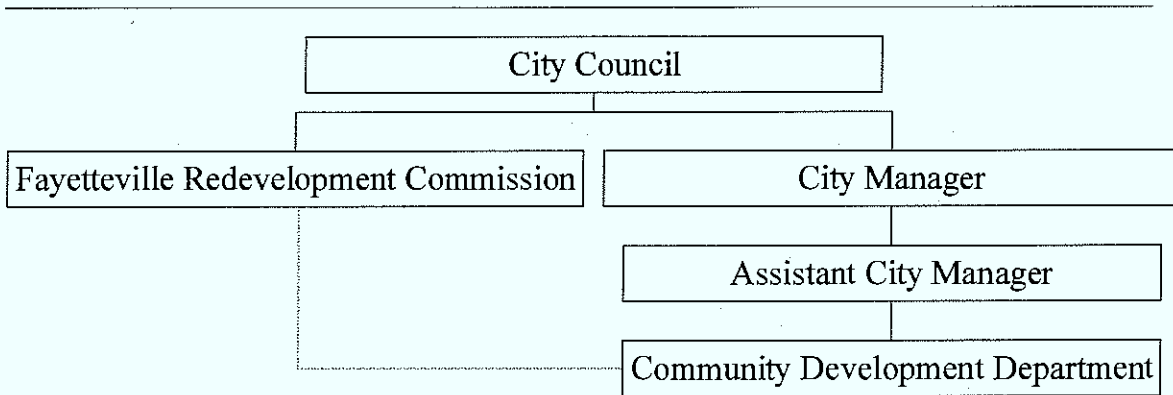 City Council
Fayetteville Redevelopment Commission
City Manager
Assistant City Manager
Community Development Department